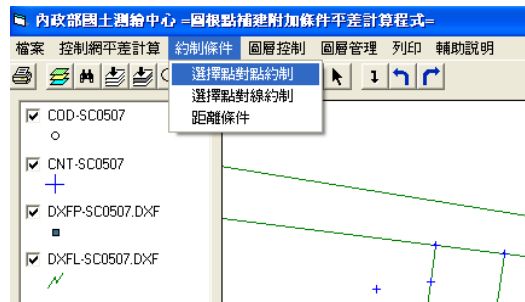 內政部國土測繪中心 =圖根點補建附加條件平差計算程式=
檔案 控制網平差計算 約制條件 圖層控制 圖層管理 列印 輔助說明
選擇點對點約制
選擇點對線約制
距離條件
1
COD-SC0507
CNT-SC0507
DXFP-SC0507.DXF
DXFL-SC0507.DXF